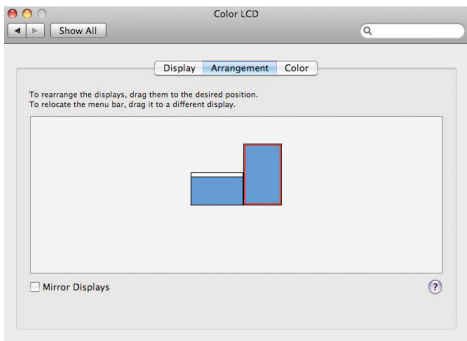 Color LCD
Show All
Display Arrangement Color
To rearrange the displays, drag them to the desired position.
To relocate the menu bar, drag it to a different display.
Mirror Displays
?